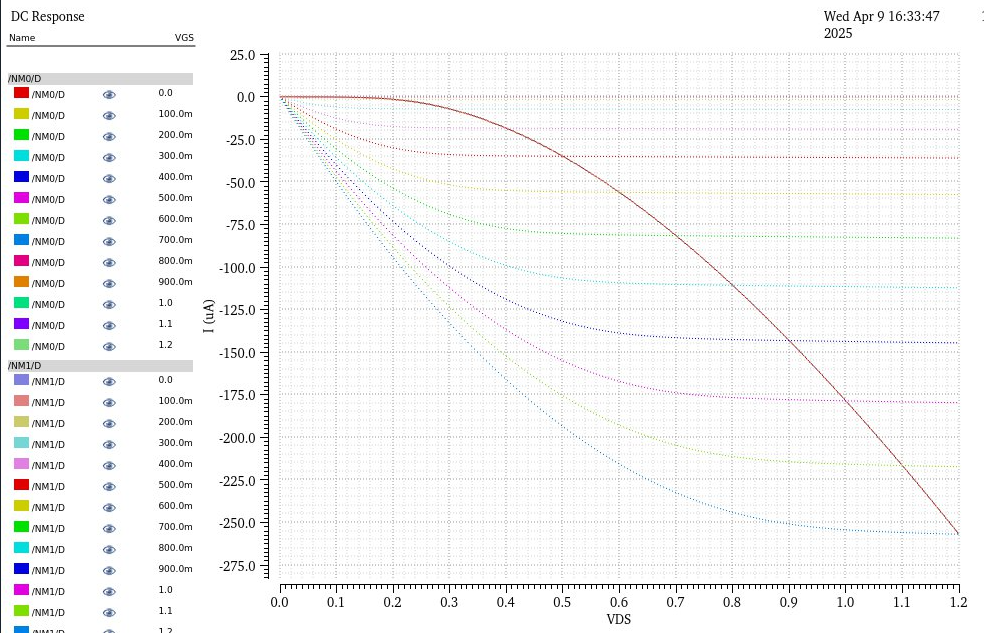 DC Response
Wed Apr 9 16:33:47
2025
Name VGS
/NM0/D
/NM0/D 0.0
/NM0/D 100.0m
/NM0/D 200.0m
/NM0/D 300.0m
/NM0/D 400.0m
/NM0/D 500.0m
/NM0/D 600.0m
/NM0/D 700.0m
/NM0/D 800.0m
/NM0/D 900.0m
/NM0/D 1.0
/NM0/D 1.1
/NM0/D 1.2
/NM1/D
/NM1/D 0.0
/NM1/D 100.0m
/NM1/D 200.0m
/NM1/D 300.0m
/NM1/D 400.0m
/NM1/D 500.0m
/NM1/D 600.0m
/NM1/D 700.0m
/NM1/D 800.0m
/NM1/D 900.0m
/NM1/D 1.0
/NM1/D 1.1
/NM1/D 1.2
I (uA)
25.0
0.0
-25.0
-50.0
-75.0
-100.0
-125.0
-150.0
-175.0
-200.0
-225.0
-250.0
-275.0
0.0 0.1 0.2 0.3 0.4 0.5 0.6 0.7 0.8 0.9 1.0 1.1 1.2
VDS